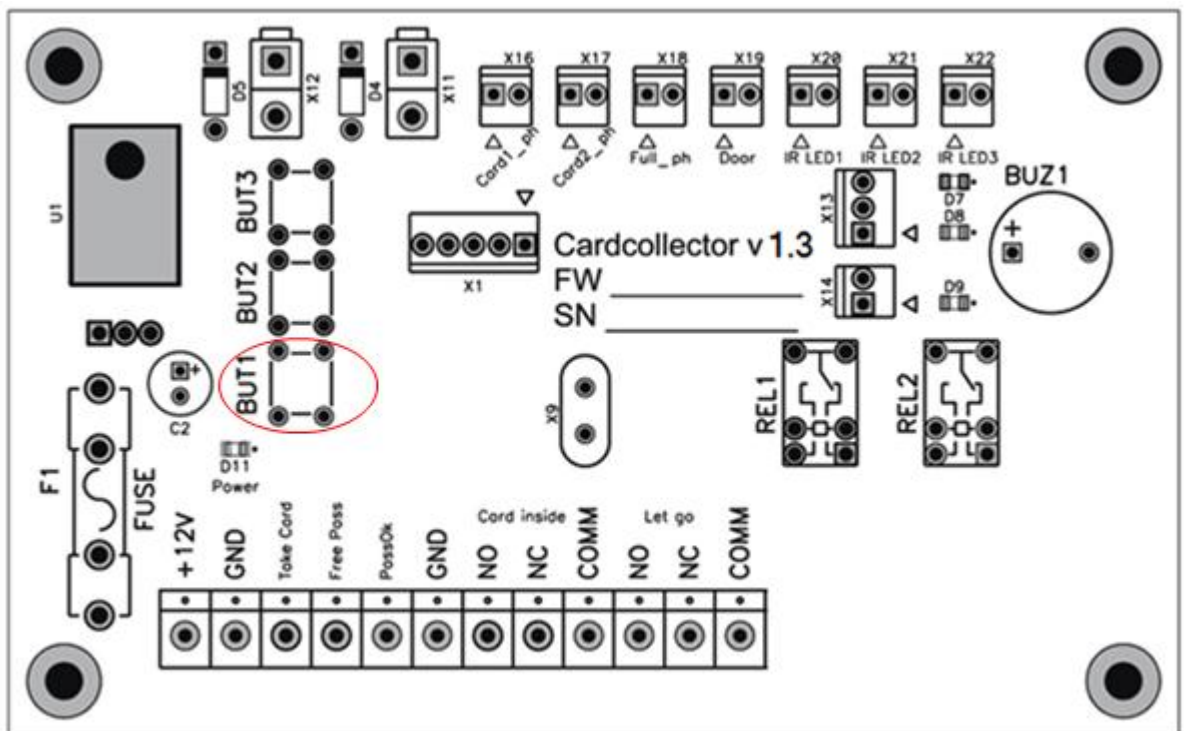 D5
X12
D4
X11
X16
X17
X18
X19
X20
X21
X22
Card1_ph
Card2_ph
Full_ph
Door
IR LED1
IR LED2
IR LED3
U1
BUT3
BUT2
BUT1
X1
Cardcollector v 1.3
FW
SN
X13
X14
D7
D8
D9
BUZ1
+
+
C2
X9
REL1
REL2
D11
Power
F1
FUSE
Card inside
Let go
+12V
GND
Take Card
Free Pass
PassOk
GND
NO
NC
COMM
NO
NC
COMM